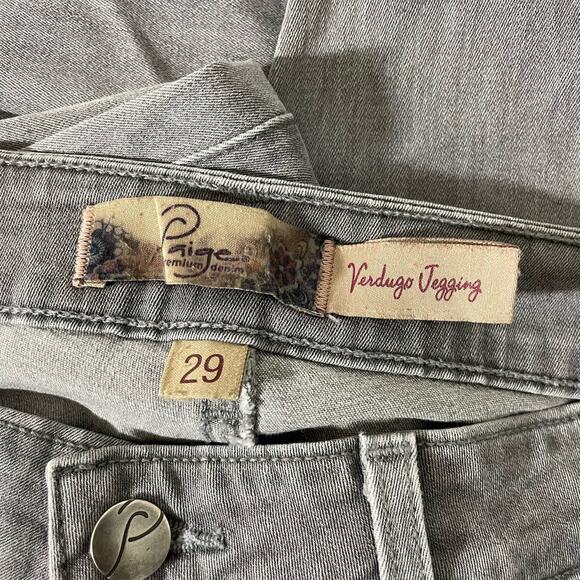 Paige®
Premium denim
Verdugo Jegging
29
P